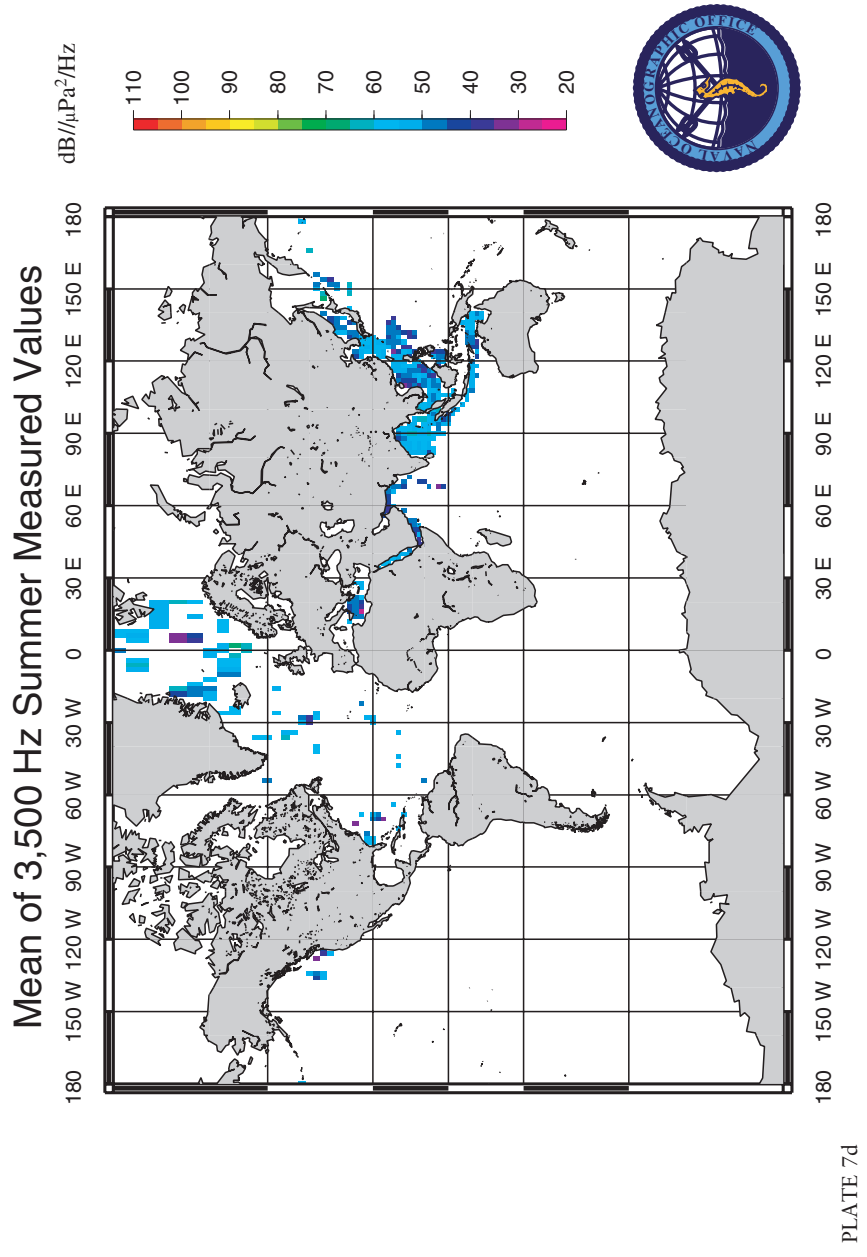 Mean of 3,500 Hz Summer Measured Values
180 150 W 120 W 90 W 60 W 30 W 0 30 E 60 E 90 E 120 E 150 E 180
180 150 W 120 W 90 W 60 W 30 W 0 30 E 60 E 90 E 120 E 150 E 180
dB//μPa²/Hz
110
100
90
80
70
60
50
40
30
20
NAVAL OCEANOGRAPHIC OFFICE
PLATE 7d